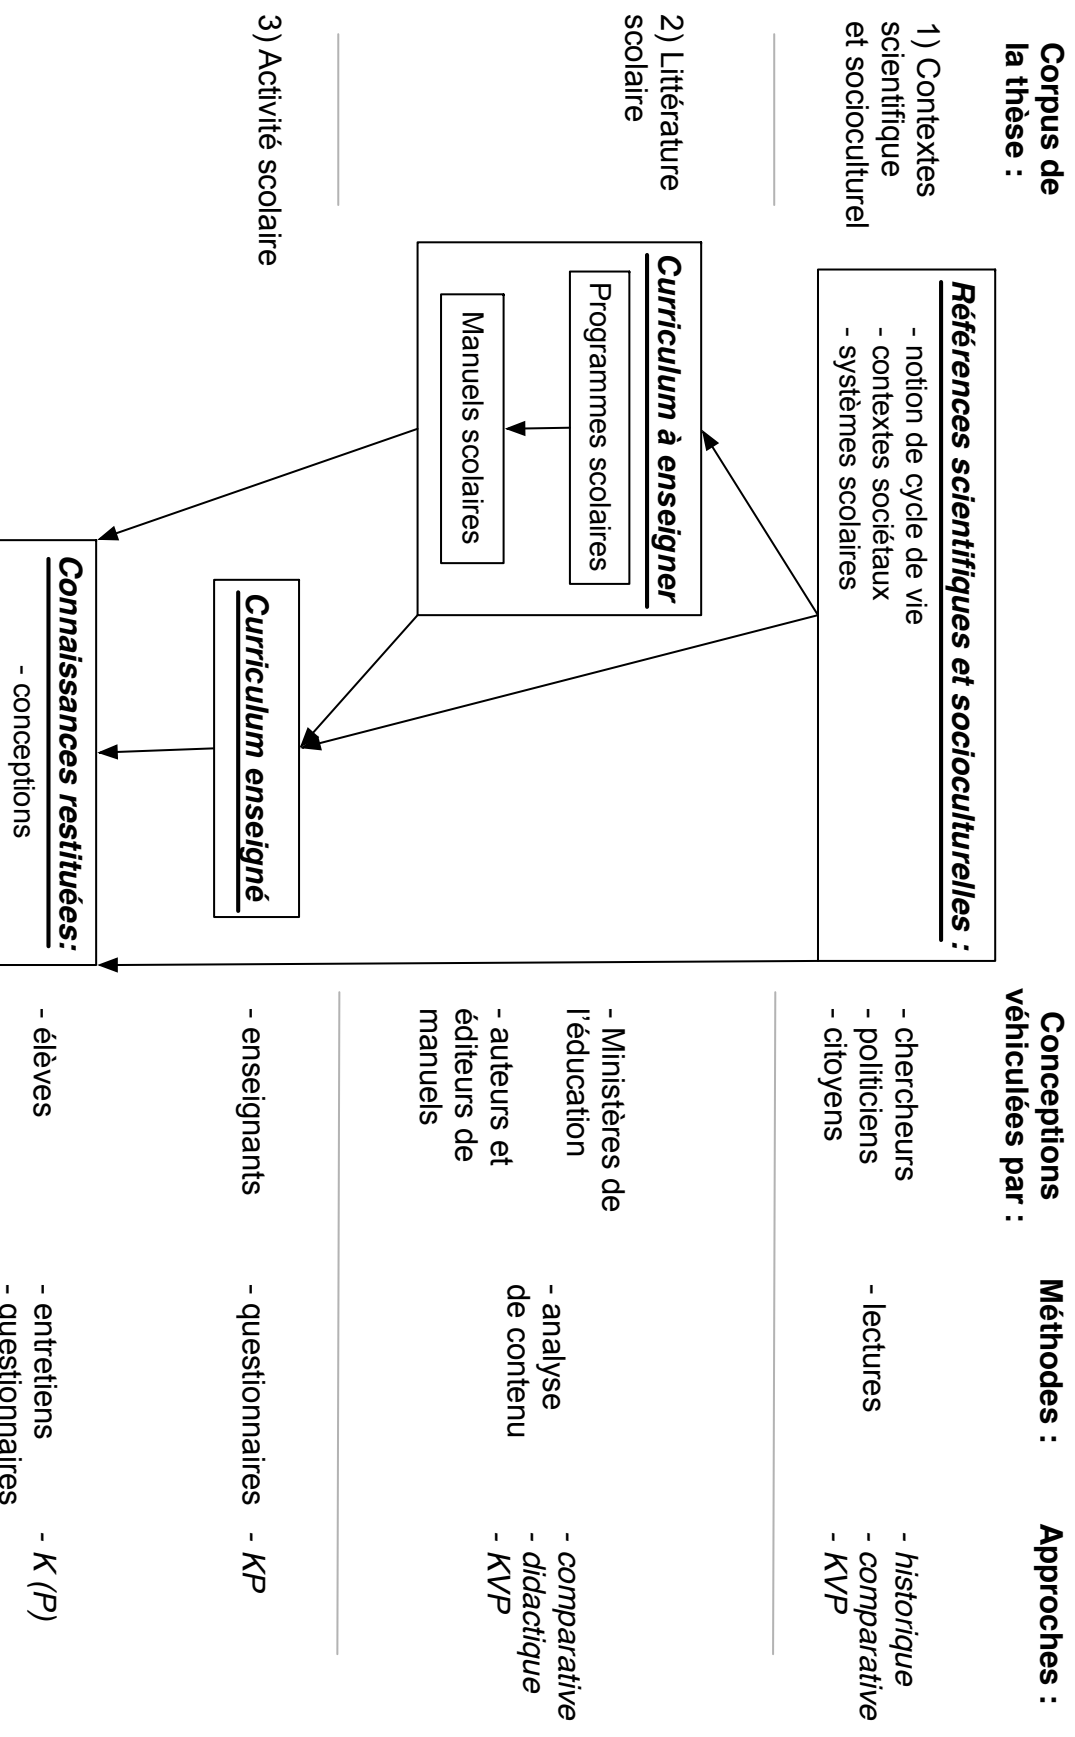 Corpus de
la thèse :
Conceptions
véhiculées par :
Méthodes :
Approches :
1) Contextes
scientifique
et socioculturel
Références scientifiques et socioculturelles :
- notion de cycle de vie
- contextes sociétaux
- systèmes scolaires
- chercheurs
- politiciens
- citoyens
- lectures
- historique
- comparative
- KVP
2) Littérature
scolaire
Curriculum à enseigner
Programmes scolaires
Manuels scolaires
- Ministères de
l'éducation
- auteurs et
éditeurs de
manuels
- analyse
de contenu
- comparative
- didactique
- KVP
3) Activité scolaire
Curriculum enseigné
- enseignants
- questionnaires
- KP
Connaissances restituées:
- conceptions
- élèves
- entretiens
- questionnaires
- K (P)